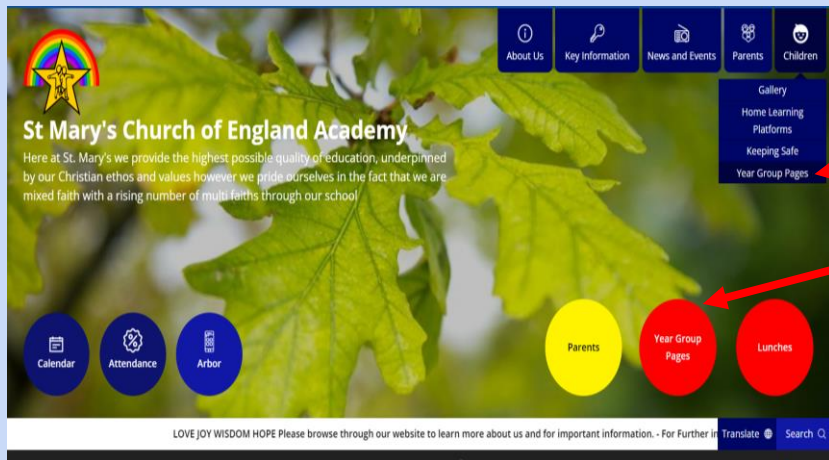 About Us
Key Information
News and Events
Parents
Children
Gallery
Home Learning
Platforms
Keeping Safe
Year Group Pages
St Mary's Church of England Academy
Here at St. Mary's we provide the highest possible quality of education, underpinned
by our Christian ethos and values however we pride ourselves in the fact that we are
mixed faith with a rising number of multi faiths through our school
Calendar
Attendance
Arbor
Parents
Year Group
Pages
Lunches
LOVE JOY WISDOM HOPE Please browse through our website to learn more about us and for important information. - For Further in
Translate
Search